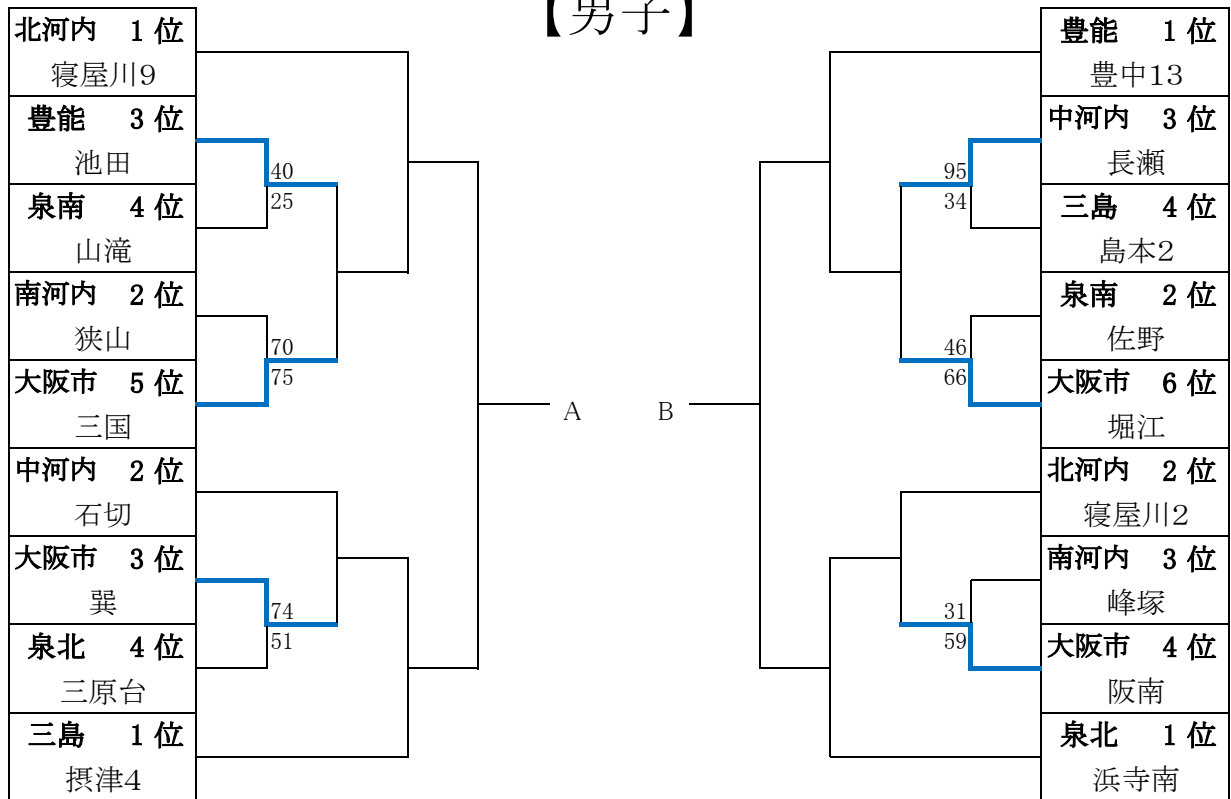 【男子】
北河内 1 位
寝屋川9
豊能 3 位
池田
泉南 4 位
山滝
南河内 2 位
狭山
大阪市 5 位
三国
中河内 2 位
石切
大阪市 3 位
巽
泉北 4 位
三原台
三島 1 位
摂津4
40
25
70
75
74
51
A
B
95
34
46
66
31
59
豊能 1 位
豊中13
中河内 3 位
長瀬
三島 4 位
島本2
泉南 2 位
佐野
大阪市 6 位
堀江
北河内 2 位
寝屋川2
南河内 3 位
峰塚
大阪市 4 位
阪南
泉北 1 位
浜寺南